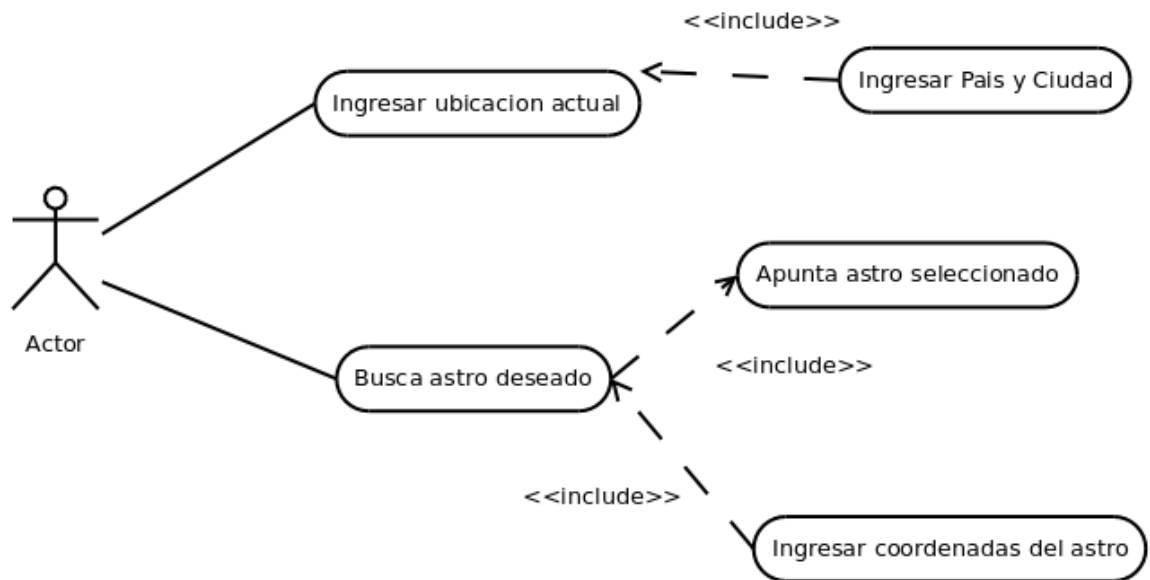 <<include>>
Ingresar Pais y Ciudad
Ingresar ubicacion actual
Apunta astro seleccionado
Actor
<<include>>
Busca astro deseado
<<include>>
Ingresar coordenadas del astro